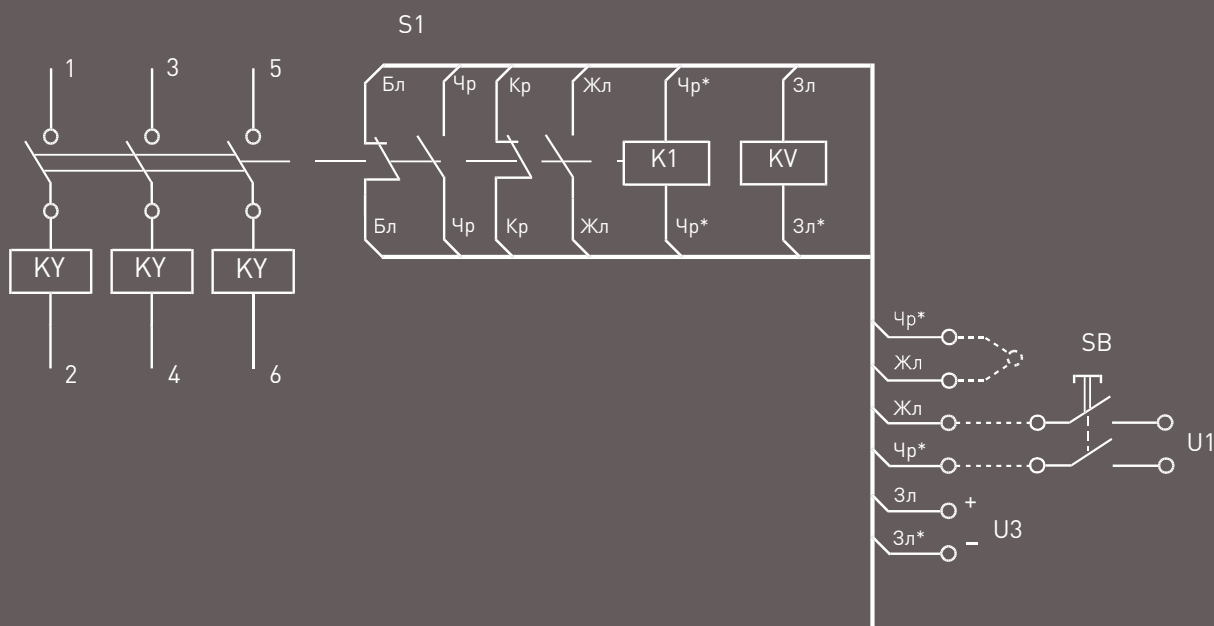 S1
1 3 5
Бл Чр Кр Жл Чр* Зл
K1 KV
Бл Чр Кр Жл Чр* Зл*
KY KY KY
Чр*
SB
Жл
2 4 6
Жл
U1
Чр*
Зл +
U3
Зл* −